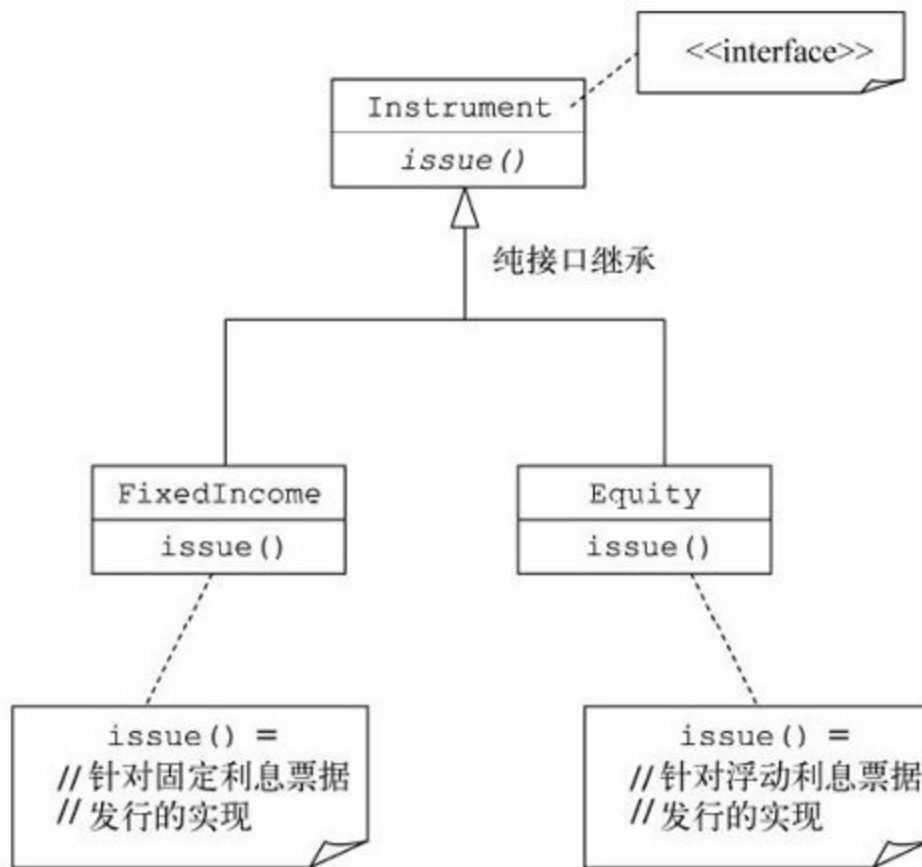 <<interface>>
Instrument
issue()
纯接口继承
FixedIncome
issue()
Equity
issue()
issue() =
// 针对固定利息票据
// 发行的实现
issue() =
// 针对浮动利息票据
// 发行的实现